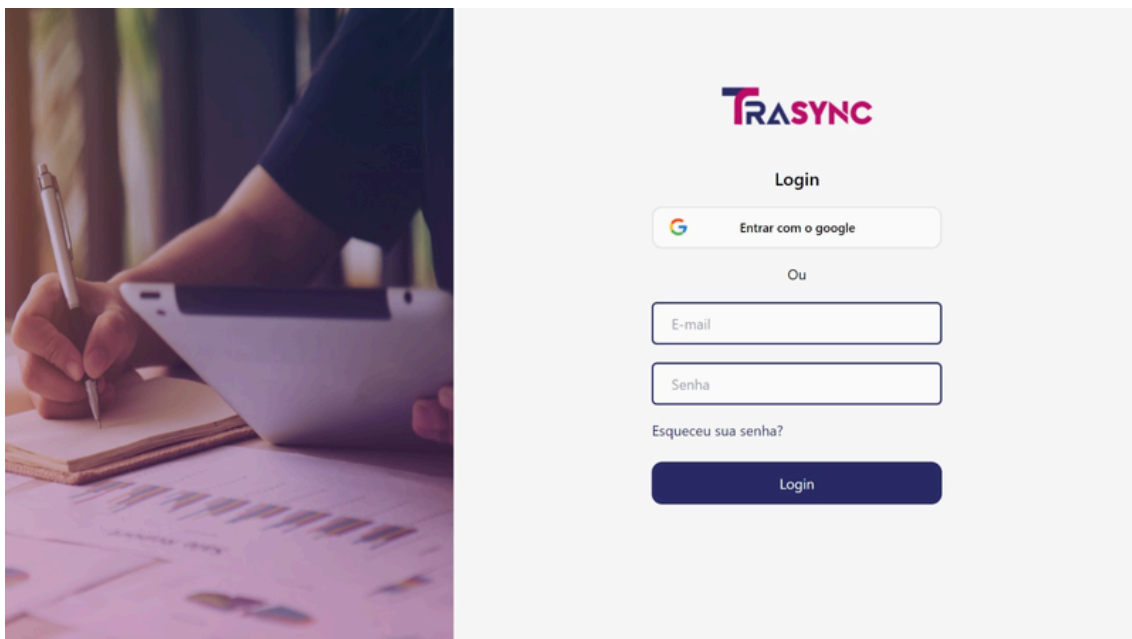 TRASYNC
Login
Entrar com o google
Ou
E-mail
Senha
Esqueceu sua senha?
Login